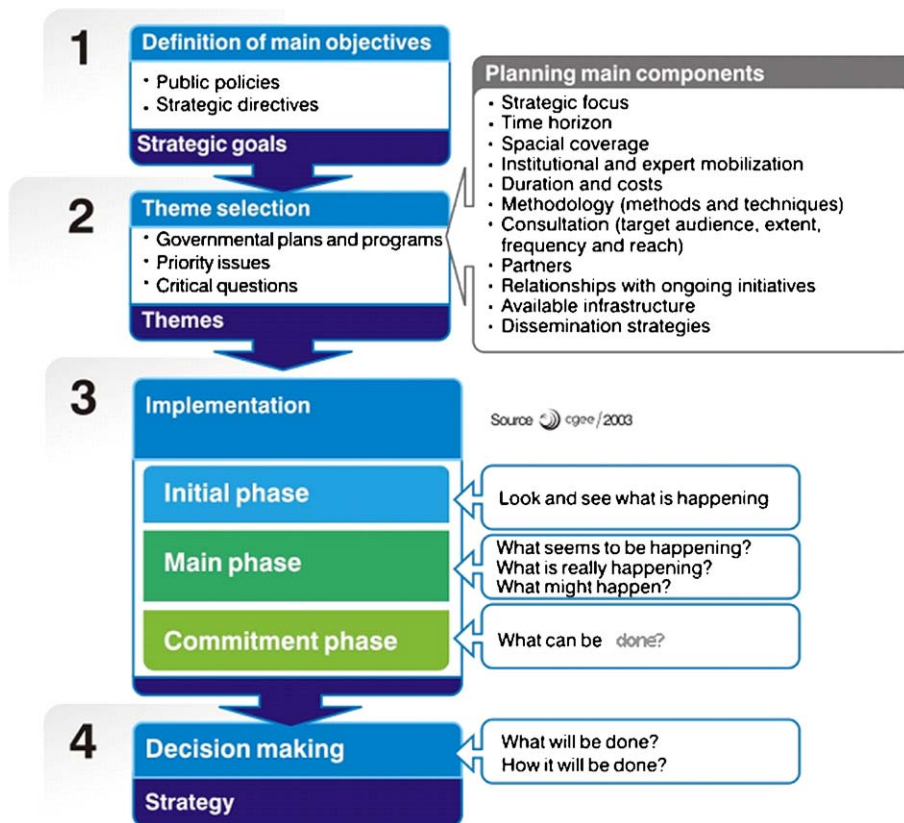 1
Definition of main objectives
· Public policies
· Strategic directives
Strategic goals
2
Theme selection
· Governmental plans and programs
· Priority issues
· Critical questions
Themes
Planning main components
· Strategic focus
· Time horizon
· Spacial coverage
· Institutional and expert mobilization
· Duration and costs
· Methodology (methods and techniques)
· Consultation (target audience, extent,
frequency and reach)
· Partners
· Relationships with ongoing initiatives
· Available infrastructure
· Dissemination strategies
3
Implementation
Source cgee/2003
Initial phase
Look and see what is happening
Main phase
What seems to be happening?
What is really happening?
What might happen?
Commitment phase
What can be done?
4
Decision making
What will be done?
How it will be done?
Strategy